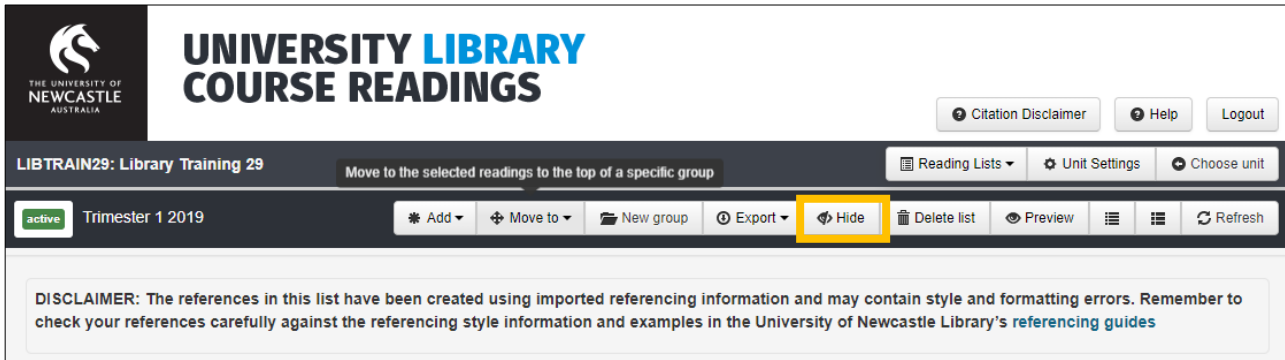 THE UNIVERSITY OF
NEWCASTLE
AUSTRALIA
UNIVERSITY LIBRARY
COURSE READINGS
Citation Disclaimer Help Logout
LIBTRAIN29: Library Training 29
Move to the selected readings to the top of a specific group
Reading Lists Unit Settings Choose unit
active Trimester 1 2019 Add Move to New group Export Hide Delete list Preview Refresh
DISCLAIMER: The references in this list have been created using imported referencing information and may contain style and formatting errors. Remember to
check your references carefully against the referencing style information and examples in the University of Newcastle Library's referencing guides